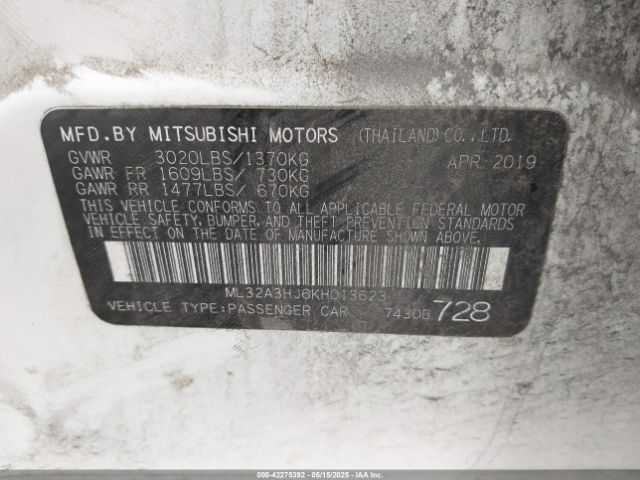 MFD.BY MITSUBISHI MOTORS (THAILAND)CO.,LTD.
GVWR 3020LBS/1370KG APR 2019
GAWR FR 1609LBS/ 730KG
GAWR RR 1477LBS/ 670KG
THIS VEHICLE CONFORMS TO ALL APPLICABLE FEDERAL MOTOR
VEHICLE SAFETY, BUMPER, AND THEFT PREVENTION STANDARDS
IN EFFECT ON THE DATE OF MANUFACTURE SHOWN ABOVE.
ML32A3HJ6KH013623
VEHICLE TYPE:PASSENGER CAR 7430B 728
000-42275392 - 05/15/2025 - IAAI.com